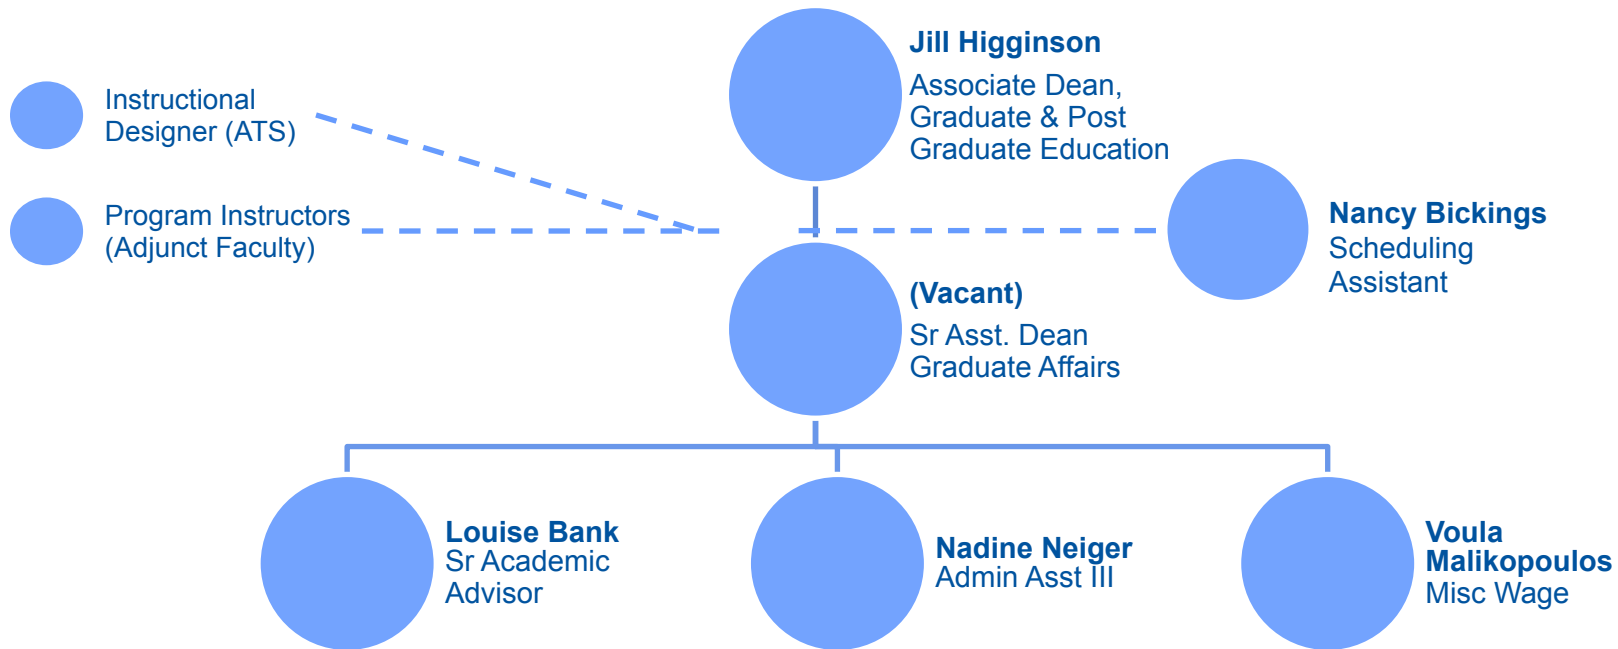 Jill Higginson
Associate Dean,
Graduate & Post
Graduate Education
Instructional
Designer (ATS)
Program Instructors
(Adjunct Faculty)
Nancy Bickings
Scheduling
Assistant
(Vacant)
Sr Asst. Dean
Graduate Affairs
Louise Bank
Sr Academic
Advisor
Nadine Neiger
Admin Asst III
Voula
Malikopoulos
Misc Wage